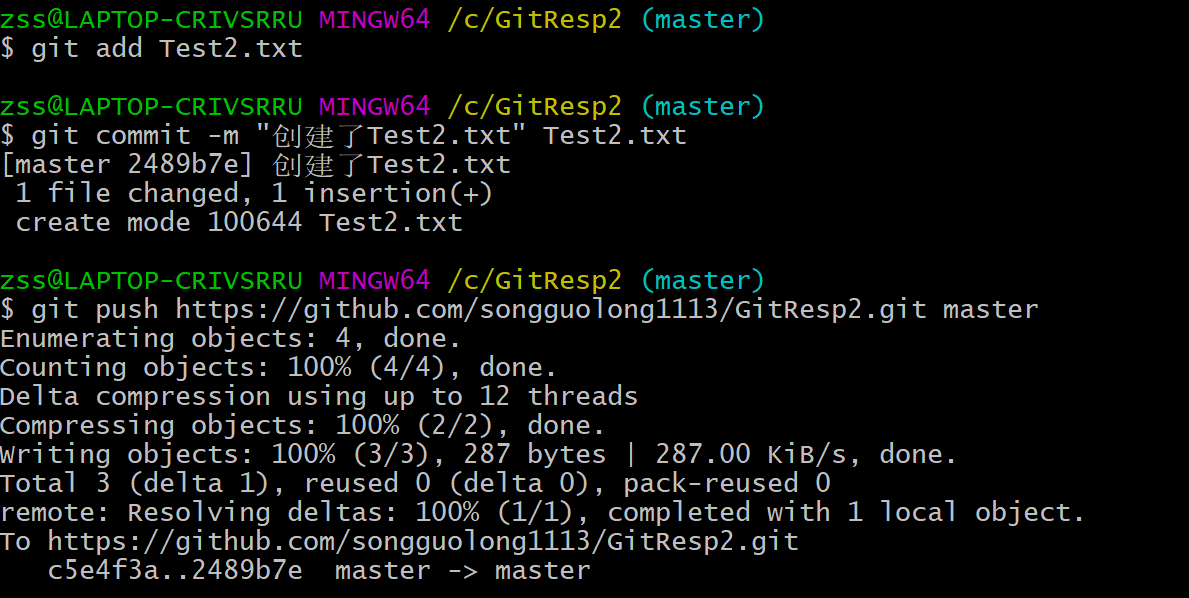 zss@LAPTOP-CRIVSRRU MINGW64 /c/GitResp2 (master)
$ git add Test2.txt
zss@LAPTOP-CRIVSRRU MINGW64 /c/GitResp2 (master)
$ git commit -m "创建了Test2.txt" Test2.txt
[master 2489b7e] 创建了Test2.txt
 1 file changed, 1 insertion(+)
 create mode 100644 Test2.txt
zss@LAPTOP-CRIVSRRU MINGW64 /c/GitResp2 (master)
$ git push https://github.com/songguolong1113/GitResp2.git master
Enumerating objects: 4, done.
Counting objects: 100% (4/4), done.
Delta compression using up to 12 threads
Compressing objects: 100% (2/2), done.
Writing objects: 100% (3/3), 287 bytes | 287.00 KiB/s, done.
Total 3 (delta 1), reused 0 (delta 0), pack-reused 0
remote: Resolving deltas: 100% (1/1), completed with 1 local object.
To https://github.com/songguolong1113/GitResp2.git
   c5e4f3a..2489b7e  master -> master